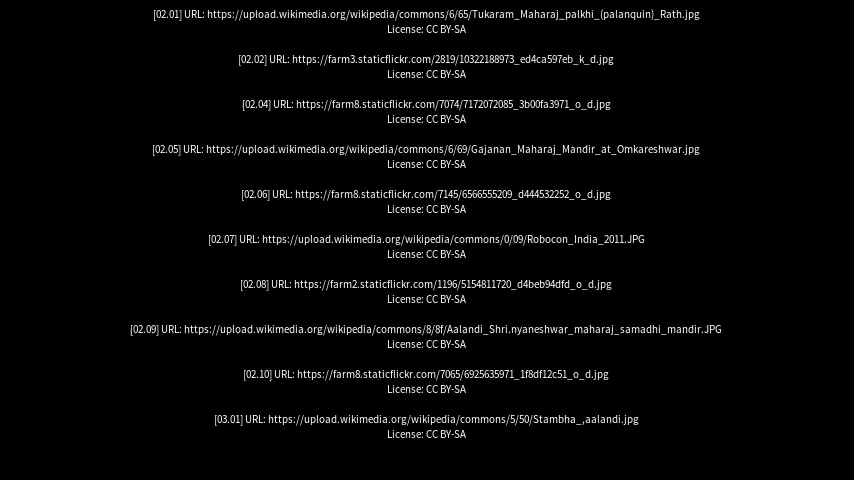 [02.01] URL: https://upload.wikimedia.org/wikipedia/commons/6/65/Tukaram_Maharaj_palkhi_(palanquin)_Rath.jpg
License: CC BY-SA
[02.02] URL: https://farm3.staticflickr.com/2819/10322188973_ed4ca597eb_k_d.jpg
License: CC BY-SA
[02.04] URL: https://farm8.staticflickr.com/7074/7172072085_3b00fa3971_o_d.jpg
License: CC BY-SA
[02.05] URL: https://upload.wikimedia.org/wikipedia/commons/6/69/Gajanan_Maharaj_Mandir_at_Omkareshwar.jpg
License: CC BY-SA
[02.06] URL: https://farm8.staticflickr.com/7145/6566555209_d444532252_o_d.jpg
License: CC BY-SA
[02.07] URL: https://upload.wikimedia.org/wikipedia/commons/0/09/Robocon_India_2011.JPG
License: CC BY-SA
[02.08] URL: https://farm2.staticflickr.com/1196/5154811720_d4beb94dfd_o_d.jpg
License: CC BY-SA
[02.09] URL: https://upload.wikimedia.org/wikipedia/commons/8/8f/Aalandi_Shri.nyaneshwar_maharaj_samadhi_mandir.JPG
License: CC BY-SA
[02.10] URL: https://farm8.staticflickr.com/7065/6925635971_1f8df12c51_o_d.jpg
License: CC BY-SA
[03.01] URL: https://upload.wikimedia.org/wikipedia/commons/5/50/Stambha_,aalandi.jpg
License: CC BY-SA